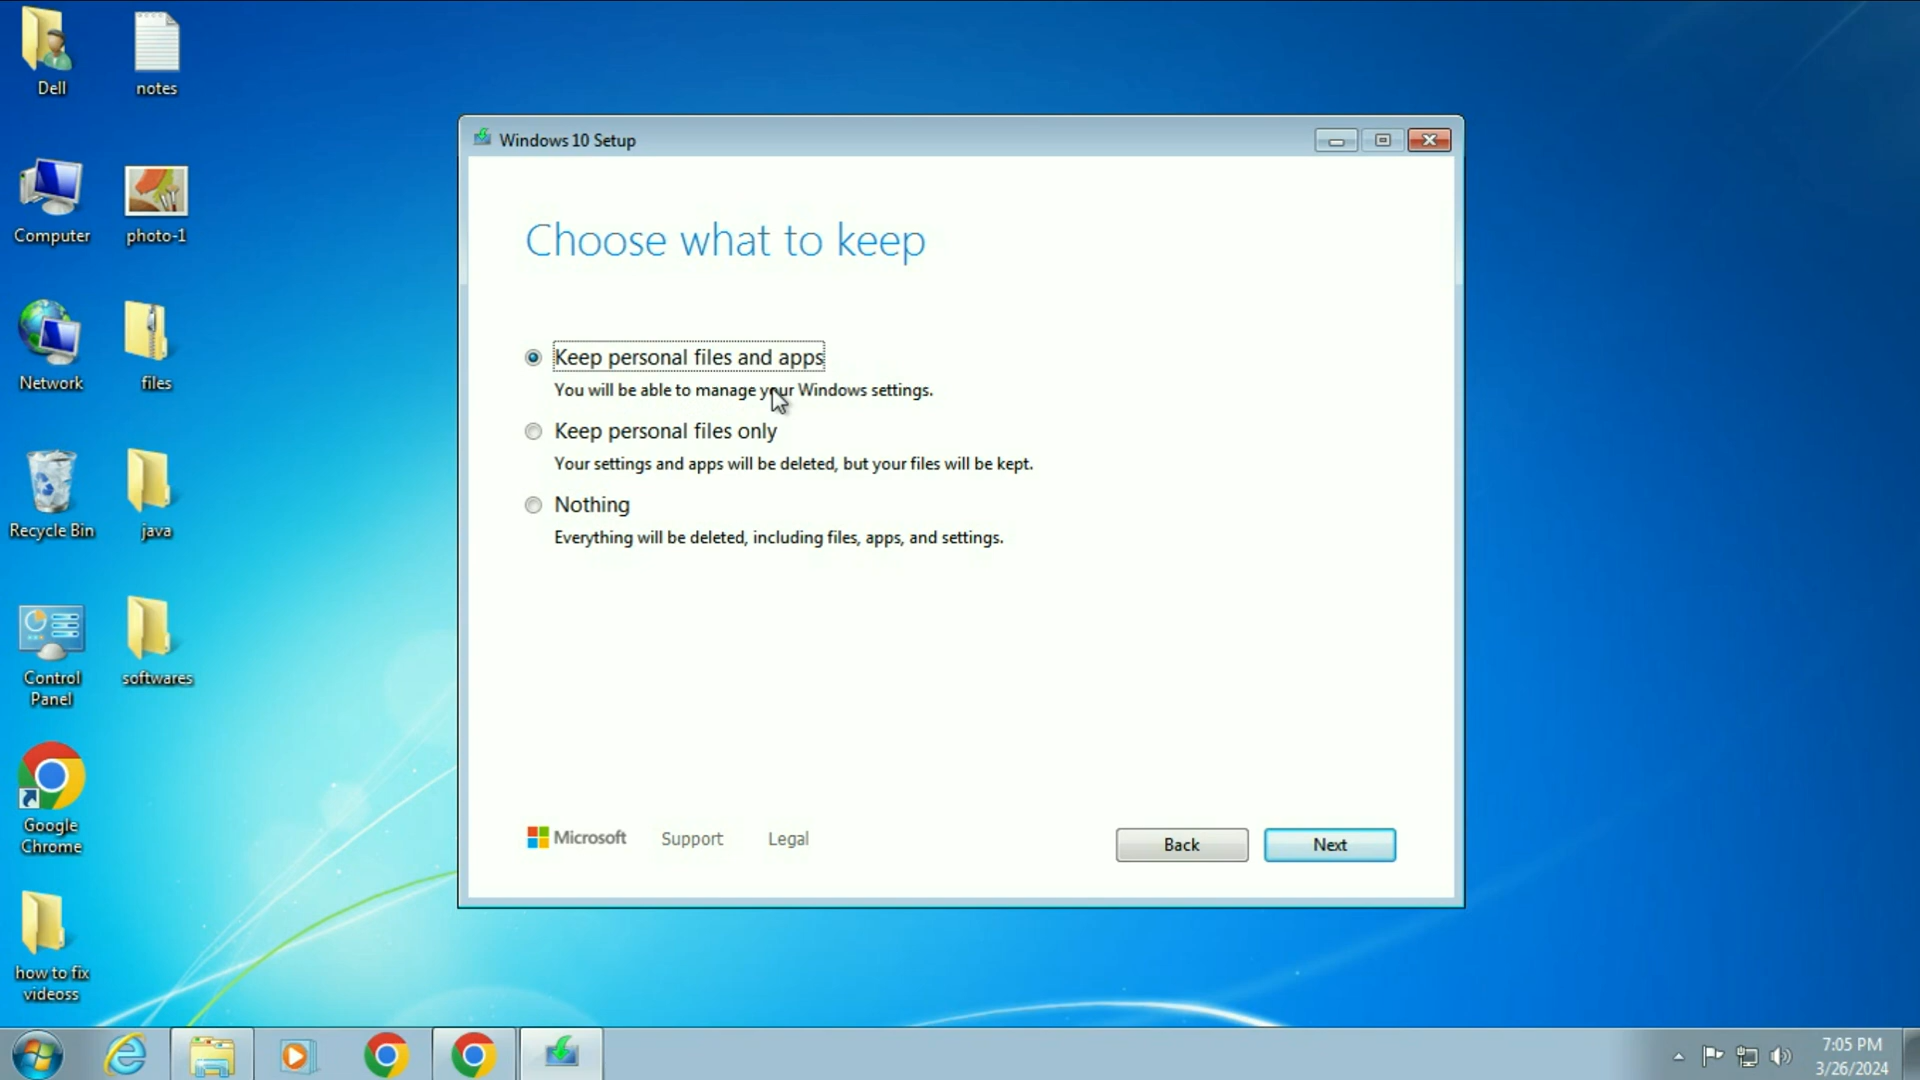 Dell
notes
Computer
photo-1
Network
files
Recycle Bin
java
Control
Panel
softwares
Google
Chrome
how to fix
videoss
Windows 10 Setup
Choose what to keep
Keep personal files and apps
You will be able to manage your Windows settings.
Keep personal files only
Your settings and apps will be deleted, but your files will be kept.
Nothing
Everything will be deleted, including files, apps, and settings.
Microsoft Support Legal Back Next
7:05 PM
3/26/2024